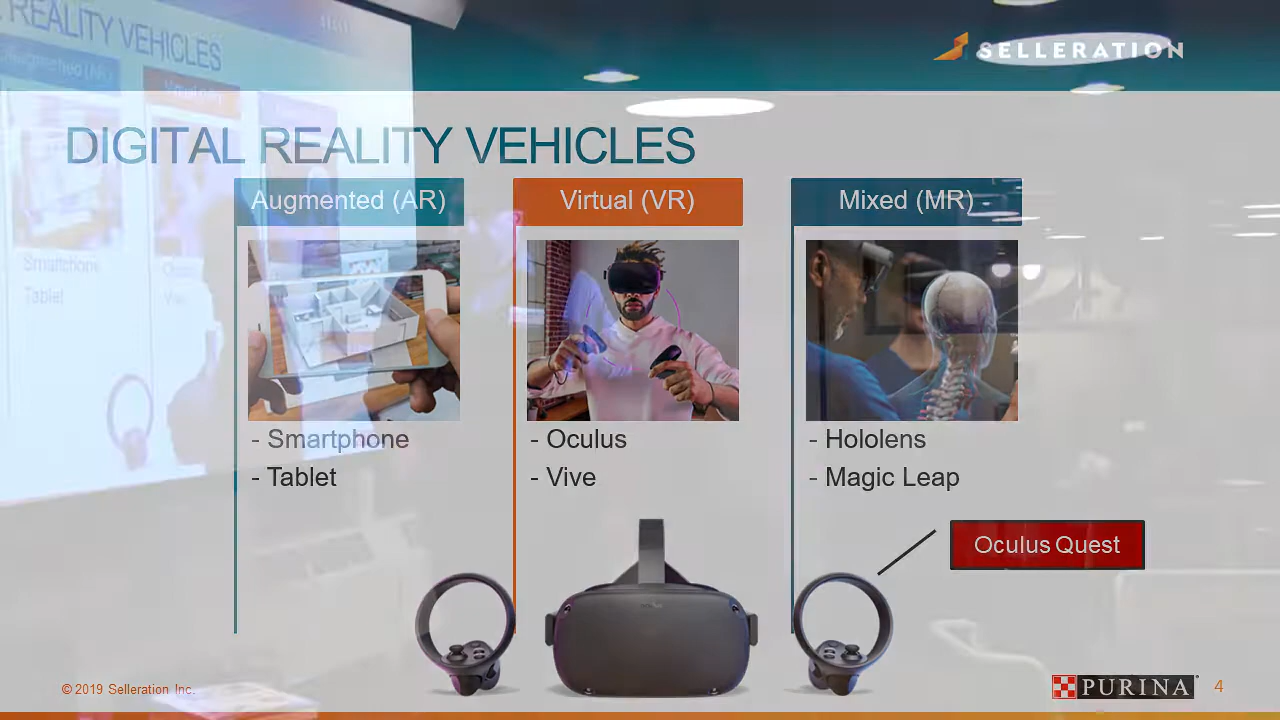 REALITY VEHICLES
SELLERATION
DIGITAL REALITY VEHICLES
Augmented (AR)
Virtual (VR)
Mixed (MR)
Smartphone
Tablet
- Smartphone
- Tablet
- Oculus
- Vive
- Hololens
- Magic Leap
Oculus Quest
© 2019 Selleration Inc.
PURINA
4